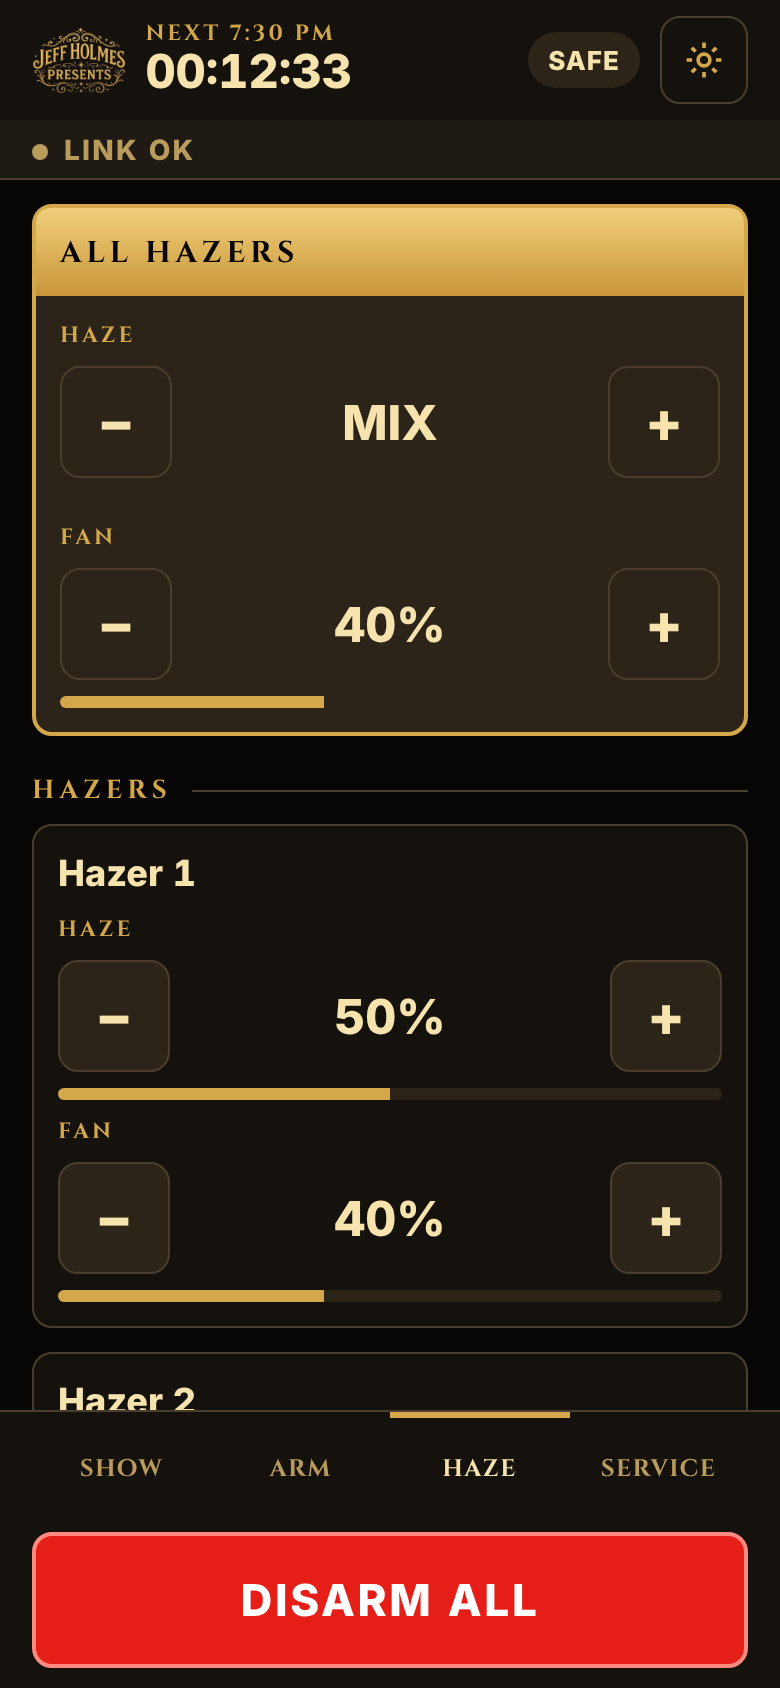 JEFF HOLMES
PRESENTS
NEXT 7:30 PM
00:12:33
SAFE
LINK OK
ALL HAZERS
HAZE
− MIX +
FAN
− 40% +
HAZERS
Hazer 1
HAZE
− 50% +
FAN
− 40% +
Hazer 2
SHOW ARM HAZE SERVICE
DISARM ALL